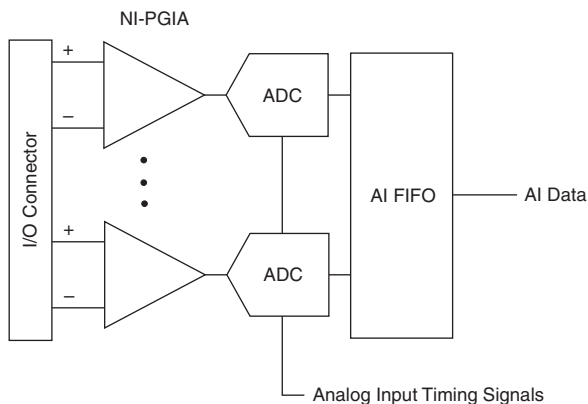 NI-PGIA
+
−
ADC
I/O Connector
AI FIFO
AI Data
+
−
ADC
Analog Input Timing Signals